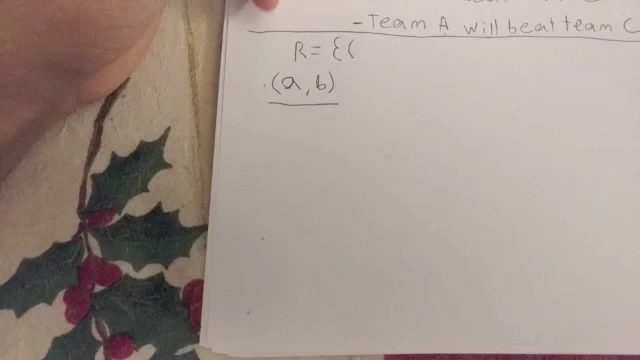 - Team A will beat team C
R = {(
(a, b)